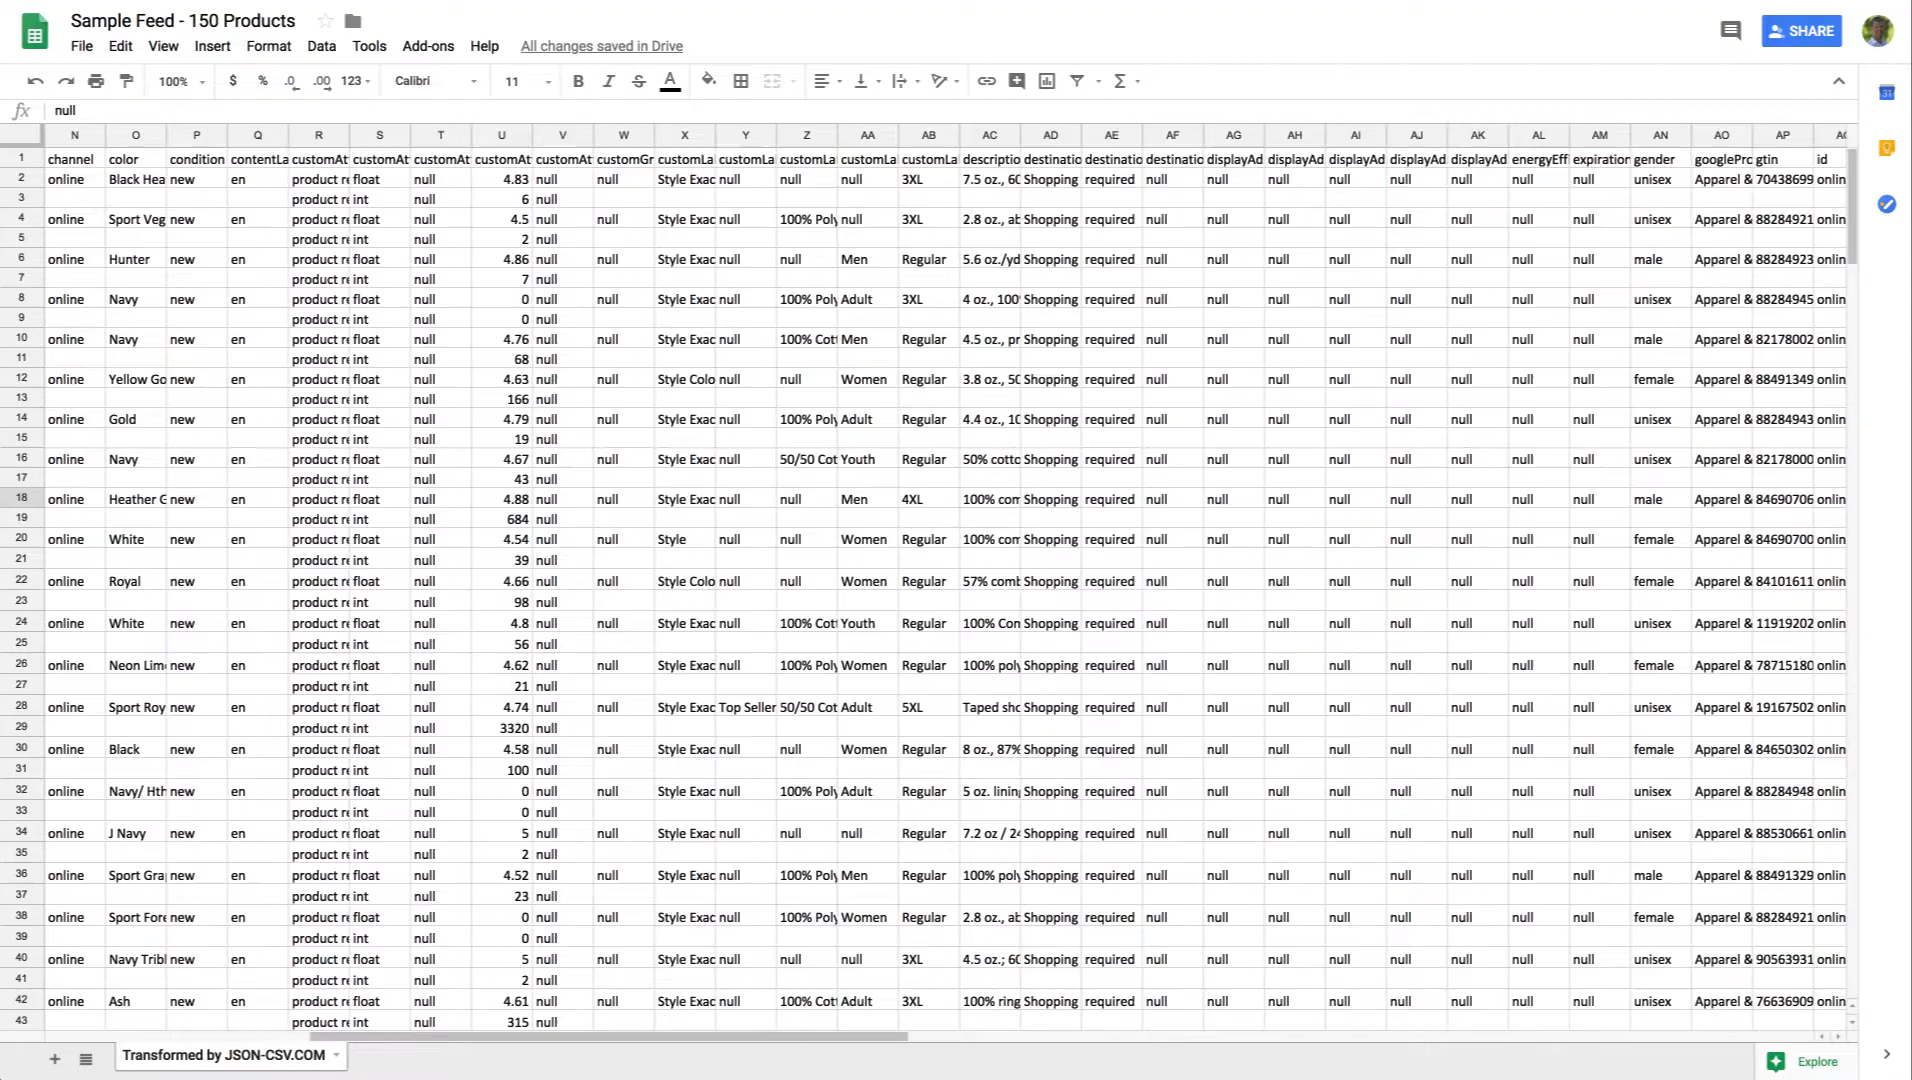 Sample Feed - 150 Products
File Edit View Insert Format Data Tools Add-ons Help All changes saved in Drive
SHARE
100% $ % .0 .00 123 Calibri 11 B I S A
fx null
N O P Q R S T U V W X Y Z AA AB AC AD AE AF AG AH AI AJ AK AL AM AN AO AP
1 channel color condition contentLa customAt customAt customAt customAt customAt customGr customLa customLa customLa customLa customLa descriptio destinatio destinatio destinatio displayAd displayAd displayAd displayAd displayAd energyEffi expiration gender googlePro gtin id
2 online Black Hea new en product re float null 4.83 null null Style Exac null null null 3XL 7.5 oz., 60 Shopping required null null null null null null null null unisex Apparel & 70438699 onlin
3 product re int null 6 null
4 online Sport Veg new en product re float null 4.5 null null Style Exac null 100% Poly null 3XL 2.8 oz., ab Shopping required null null null null null null null null unisex Apparel & 88284921 onlin
5 product re int null 2 null
6 online Hunter new en product re float null 4.86 null null Style Exac null null Men Regular 5.6 oz./yd Shopping required null null null null null null null null male Apparel & 88284923 onlin
7 product re int null 7 null
8 online Navy new en product re float null 0 null null Style Exac null 100% Poly Adult 3XL 4 oz., 100% Shopping required null null null null null null null null unisex Apparel & 88284945 onlin
9 product re int null 0 null
10 online Navy new en product re float null 4.76 null null Style Exac null 100% Cott Men Regular 4.5 oz., pr Shopping required null null null null null null null null male Apparel & 82178002 onlin
11 product re int null 68 null
12 online Yellow Go new en product re float null 4.63 null null Style Colo null null Women Regular 3.8 oz., 50 Shopping required null null null null null null null null female Apparel & 88491349 onlin
13 product re int null 166 null
14 online Gold new en product re float null 4.79 null null Style Exac null 100% Poly Adult Regular 4.4 oz., 10 Shopping required null null null null null null null null unisex Apparel & 88284943 onlin
15 product re int null 19 null
16 online Navy new en product re float null 4.67 null null Style Exac null 50/50 Cot Youth Regular 50% cotto Shopping required null null null null null null null null unisex Apparel & 82178000 onlin
17 product re int null 43 null
18 online Heather G new en product re float null 4.88 null null Style Exac null null Men 4XL 100% com Shopping required null null null null null null null null male Apparel & 84690706 onlin
19 product re int null 684 null
20 online White new en product re float null 4.54 null null Style null null Women Regular 100% com Shopping required null null null null null null null null female Apparel & 84690700 onlin
21 product re int null 39 null
22 online Royal new en product re float null 4.66 null null Style Colo null null Women Regular 57% comb Shopping required null null null null null null null null female Apparel & 84101611 onlin
23 product re int null 98 null
24 online White new en product re float null 4.8 null null Style Exac null 100% Cott Youth Regular 100% Con Shopping required null null null null null null null null unisex Apparel & 11919202 onlin
25 product re int null 56 null
26 online Neon Lim new en product re float null 4.62 null null Style Exac null 100% Poly Women Regular 100% poly Shopping required null null null null null null null null female Apparel & 78715180 onlin
27 product re int null 21 null
28 online Sport Roy new en product re float null 4.74 null null Style Exac Top Seller 50/50 Cot Adult 5XL Taped sho Shopping required null null null null null null null null unisex Apparel & 19167502 onlin
29 product re int null 3320 null
30 online Black new en product re float null 4.58 null null Style Exac null null Women Regular 8 oz., 87% Shopping required null null null null null null null null female Apparel & 84650302 onlin
31 product re int null 100 null
32 online Navy/ Hth new en product re float null 0 null null Style Exac null 100% Poly Adult Regular 5 oz. lining Shopping required null null null null null null null null unisex Apparel & 88284948 onlin
33 product re int null 0 null
34 online J Navy new en product re float null 5 null null Style Exac null null null Regular 7.2 oz / 24 Shopping required null null null null null null null null unisex Apparel & 88530661 onlin
35 product re int null 2 null
36 online Sport Gra new en product re float null 4.52 null null Style Exac null 100% Poly Men Regular 100% poly Shopping required null null null null null null null null male Apparel & 88491329 onlin
37 product re int null 23 null
38 online Sport Fore new en product re float null 0 null null Style Exac null 100% Poly Women Regular 2.8 oz., ab Shopping required null null null null null null null null female Apparel & 88284921 onlin
39 product re int null 0 null
40 online Navy Tribl new en product re float null 5 null null Style Exac null null null 3XL 4.5 oz.; 60 Shopping required null null null null null null null null unisex Apparel & 90563931 onlin
41 product re int null 2 null
42 online Ash new en product re float null 4.61 null null Style Exac null 100% Cott Adult 3XL 100% ring Shopping required null null null null null null null null unisex Apparel & 76636909 onlin
43 product re int null 315 null
Transformed by JSON-CSV.COM
Explore